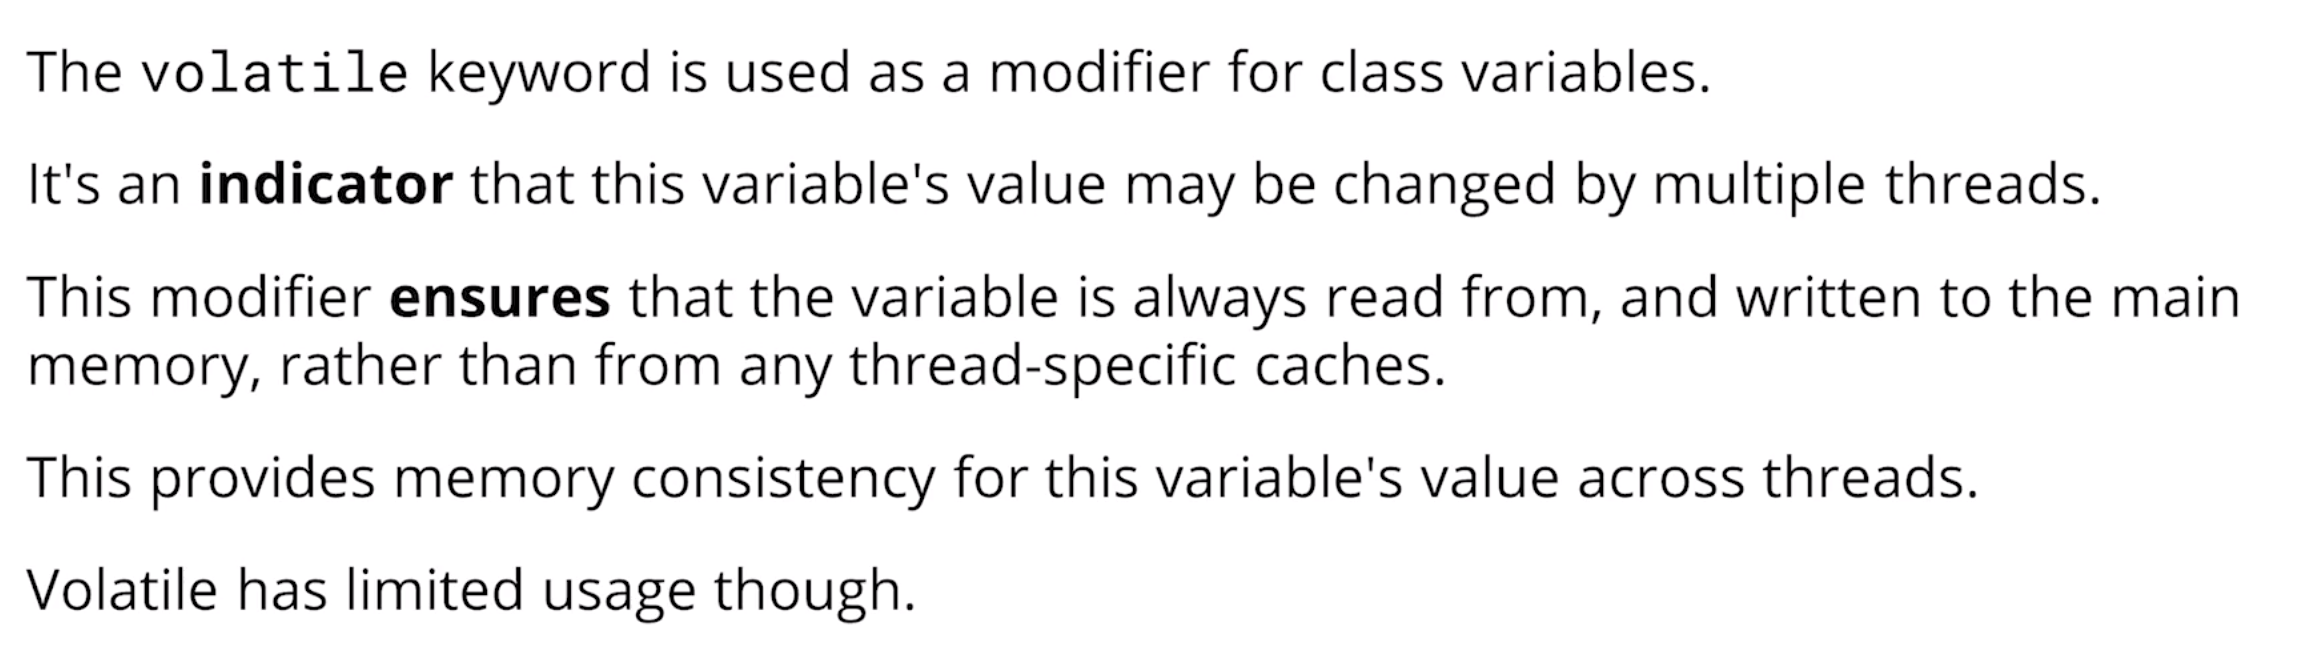 The volatile keyword is used as a modifier for class variables.
It's an indicator that this variable's value may be changed by multiple threads.
This modifier ensures that the variable is always read from, and written to the main
memory, rather than from any thread-specific caches.
This provides memory consistency for this variable's value across threads.
Volatile has limited usage though.